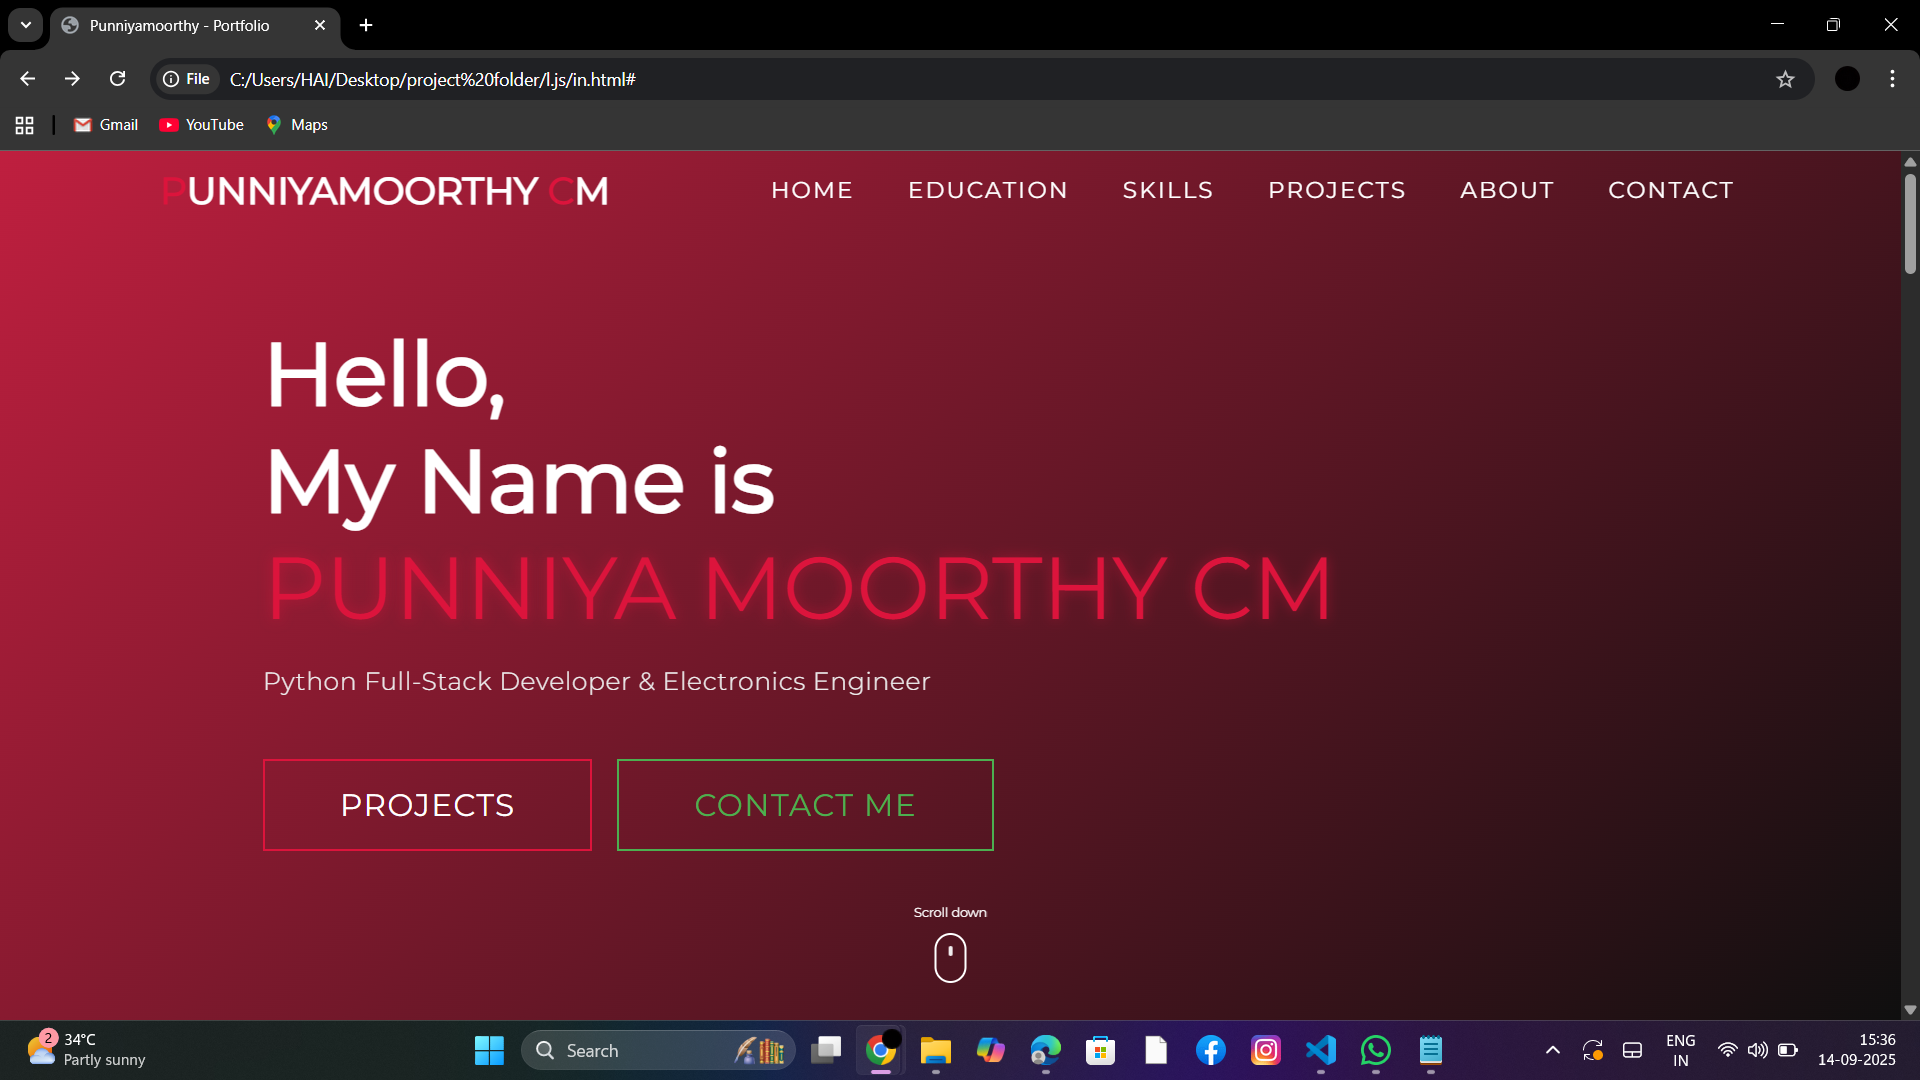 Punniyamoorthy - Portfolio
File C:/Users/HAI/Desktop/project%20folder/l.js/in.html#
Gmail YouTube Maps
PUNNIYAMOORTHY CM HOME EDUCATION SKILLS PROJECTS ABOUT CONTACT
Hello,
My Name is
PUNNIYA MOORTHY CM
Python Full-Stack Developer & Electronics Engineer
PROJECTS CONTACT ME
Scroll down
2 34°C
Partly sunny
Search
ENG
IN
15:36
14-09-2025